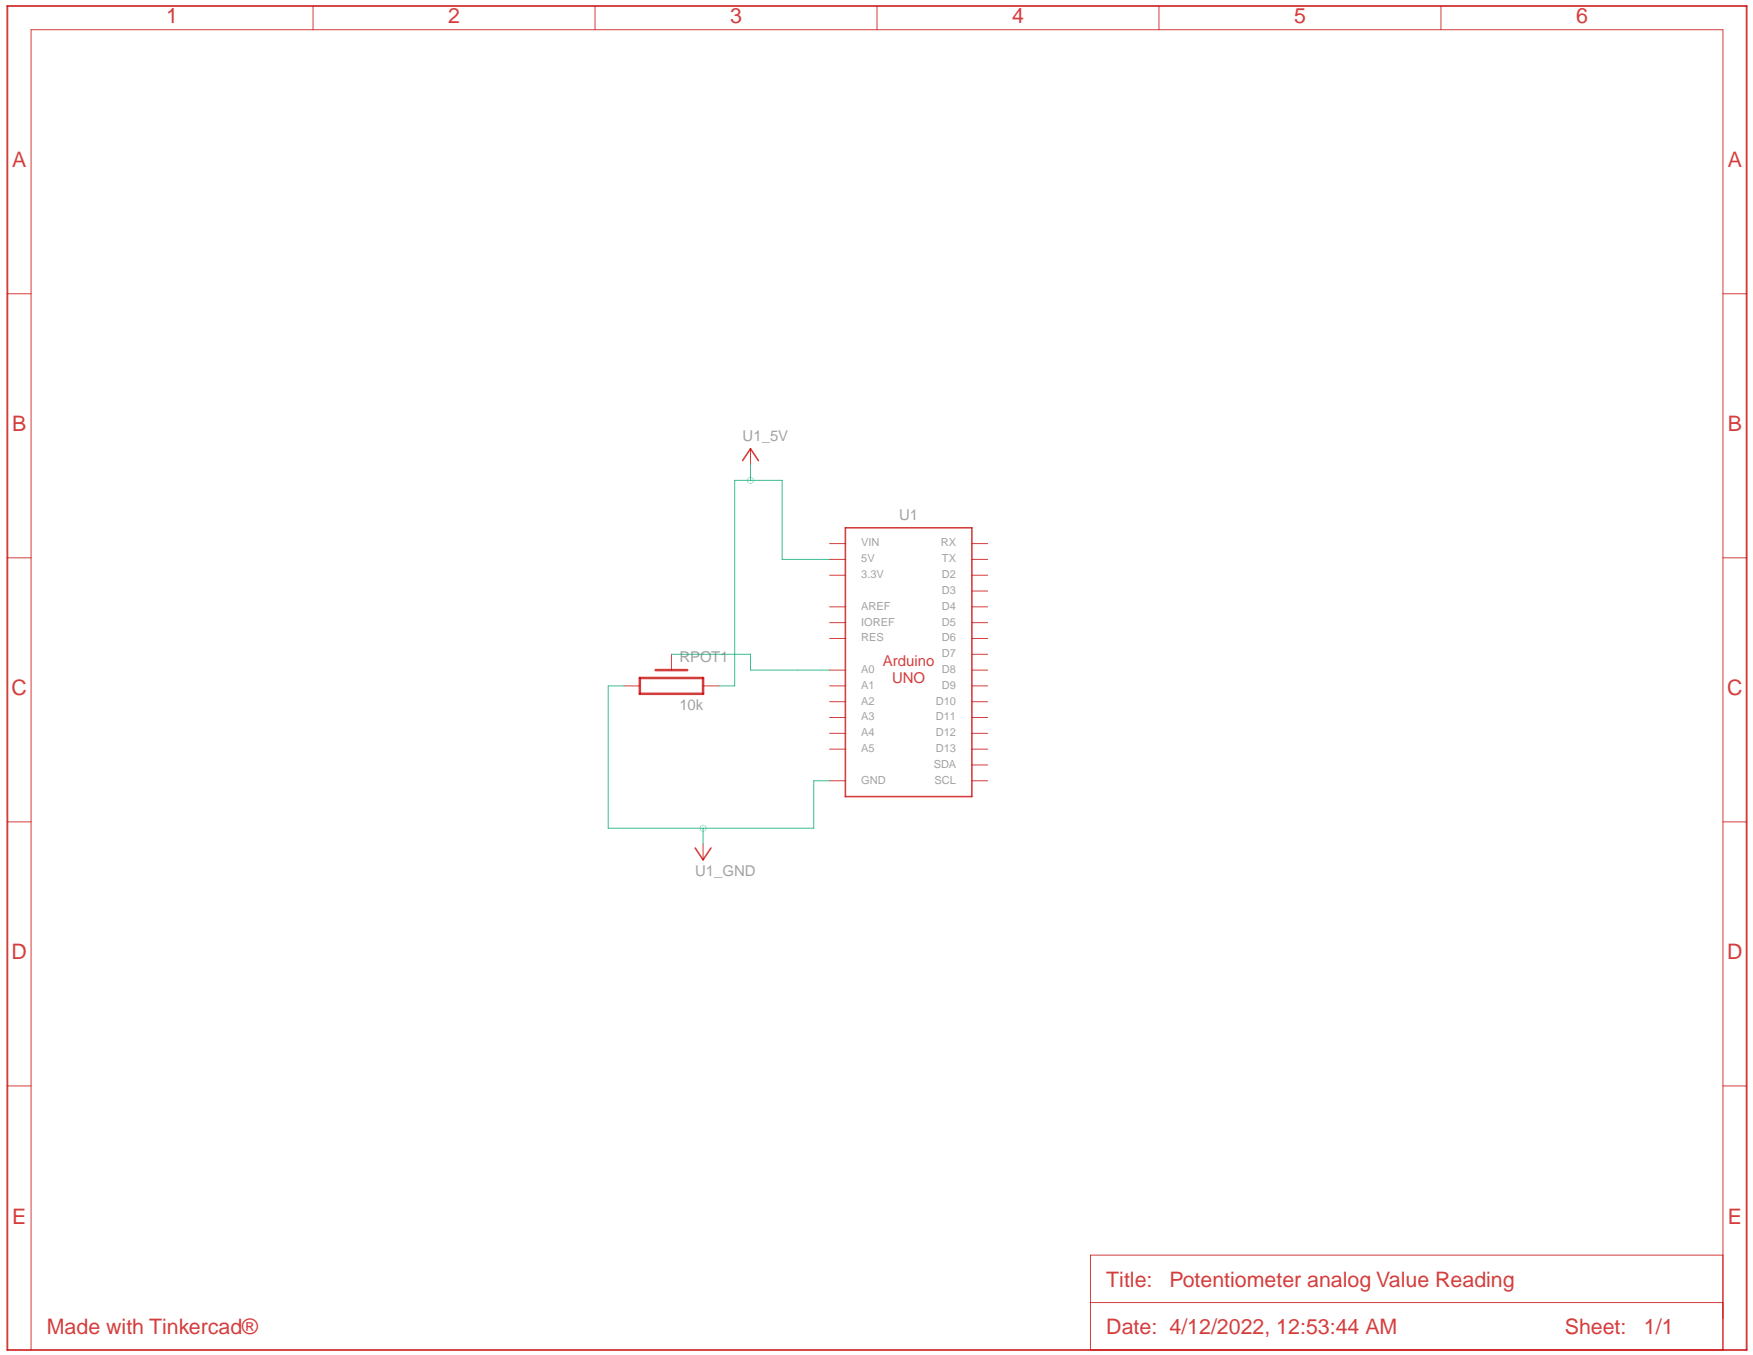 1 2 3 4 5 6
A A
B B
U1_5V
U1
VIN RX
5V TX
3.3V D2
D3
AREF D4
IOREF D5
RES D6
RPOT1 D7
A0 Arduino D8
C A1 UNO D9 C
10k A2 D10
A3 D11
A4 D12
A5 D13
SDA
GND SCL
U1_GND
D D
E E
Title: Potentiometer analog Value Reading
Made with Tinkercad® Date: 4/12/2022, 12:53:44 AM Sheet: 1/1